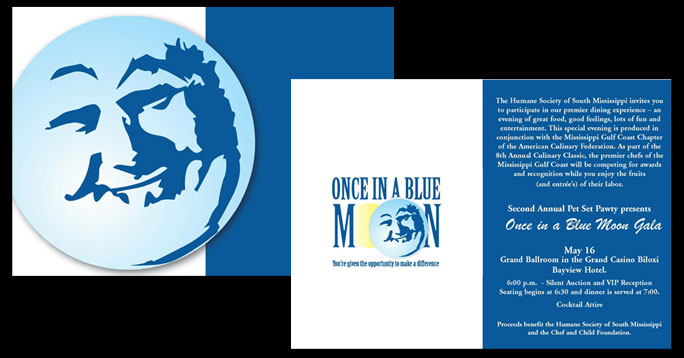 ONCE IN A BLUE
MOON
You're given the opportunity to make a difference
The Humane Society of South Mississippi invites you
to participate in our premier dining experience – an
evening of great food, good feelings, lots of fun and
entertainment. This special evening is produced in
conjunction with the Mississippi Gulf Coast Chapter
of the American Culinary Federation. As part of the
8th Annual Culinary Classic, the premier chefs of the
Mississippi Gulf Coast will be competing for awards
and recognition while you enjoy the fruits
(and entrée's) of their labor.
Second Annual Pet Set Pawty presents
Once in a Blue Moon Gala
May 16
Grand Ballroom in the Grand Casino Biloxi
Bayview Hotel.
6:00 p.m. - Silent Auction and VIP Reception
Seating begins at 6:30 and dinner is served at 7:00.
Cocktail Attire
Proceeds benefit the Humane Society of South Mississippi
and the Chef and Child Foundation.